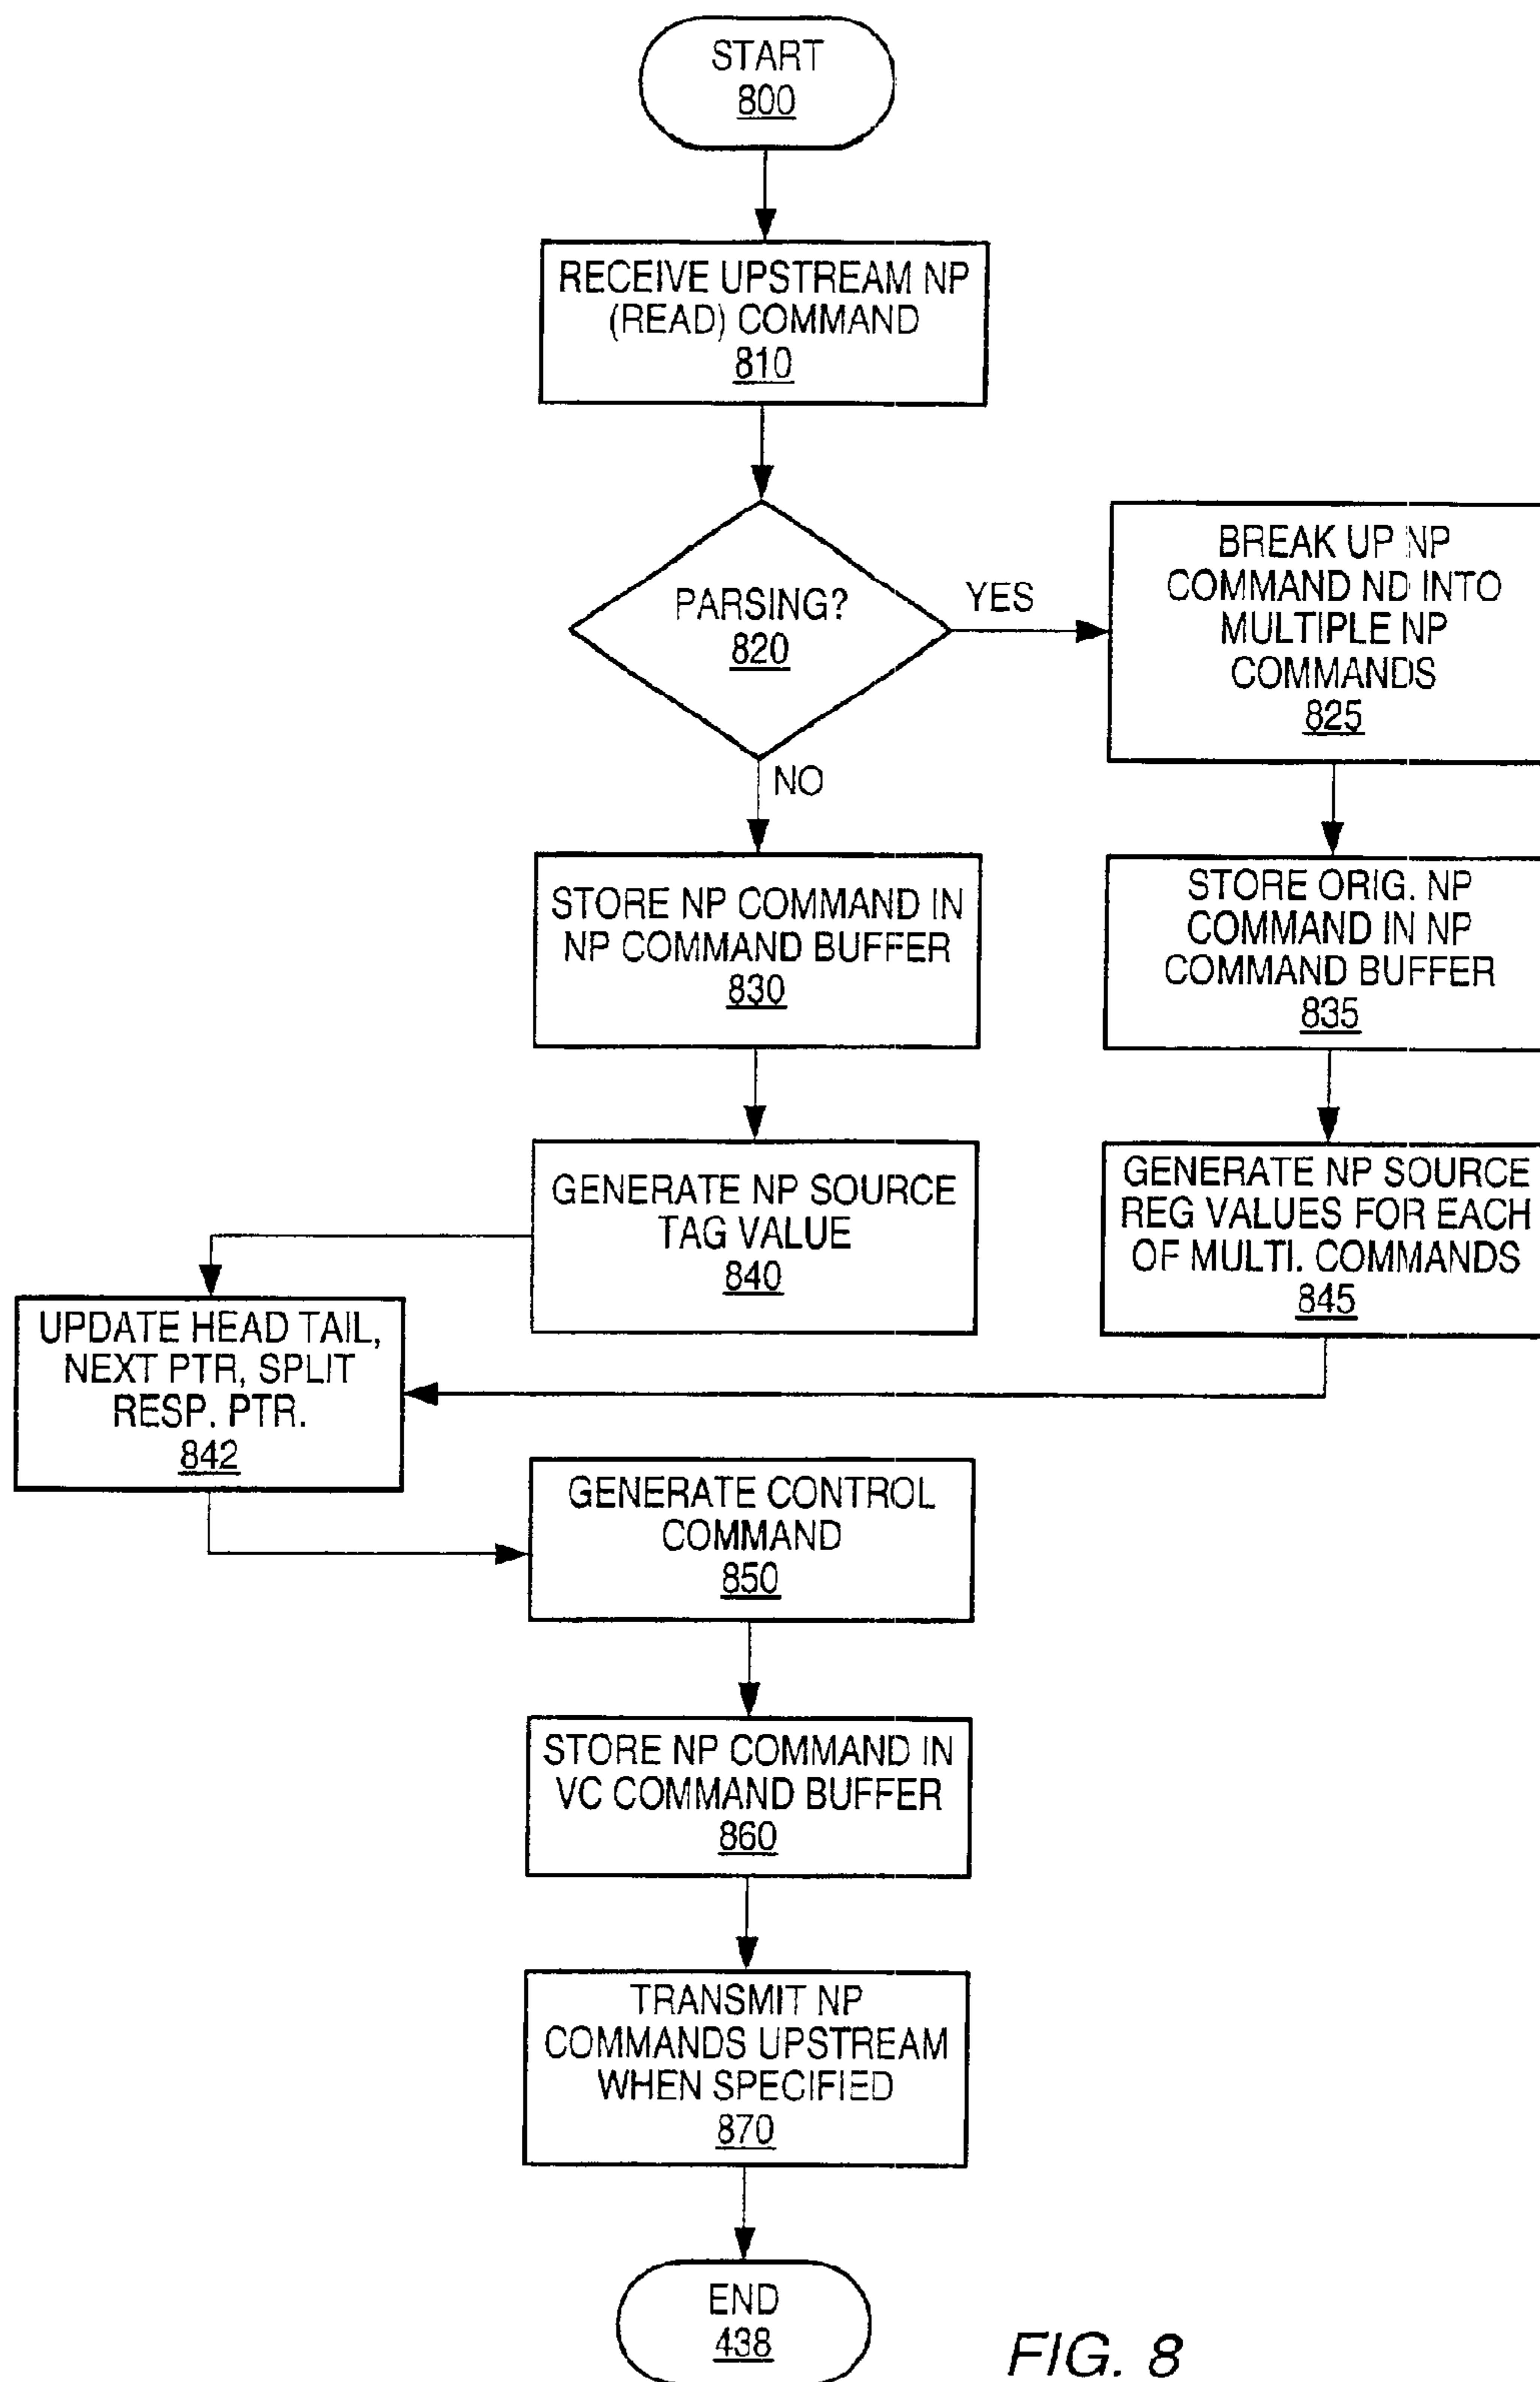 START
800
RECEIVE UPSTREAM NP
(READ) COMMAND
810
PARSING?
820
YES
NO
BREAK UP NP
COMMAND ND INTO
MULTIPLE NP
COMMANDS
825
STORE NP COMMAND IN
NP COMMAND BUFFER
830
STORE ORIG. NP
COMMAND IN NP
COMMAND BUFFER
835
GENERATE NP SOURCE
TAG VALUE
840
GENERATE NP SOURCE
REG VALUES FOR EACH
OF MULTI. COMMANDS
845
UPDATE HEAD TAIL,
NEXT PTR, SPLIT
RESP. PTR.
842
GENERATE CONTROL
COMMAND
850
STORE NP COMMAND IN
VC COMMAND BUFFER
860
TRANSMIT NP
COMMANDS UPSTREAM
WHEN SPECIFIED
870
END
438
FIG. 8